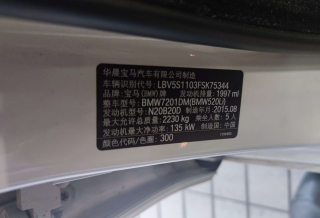 华晨宝马汽车有限公司制造
车辆识别代号: LBV5S1103FSK75344
品牌: 宝马(BMW)牌 发动机排量: 1997 ml
整车型号: BMW7201DM(BMW520Li)
发动机型号: N20B20D 制造年月: 2015.08
最大允许总质量: 2230 kg 乘坐人数: 5 人
发动机最大净功率: 135 kW 制造国: 中国
颜色代码/色圈: 300